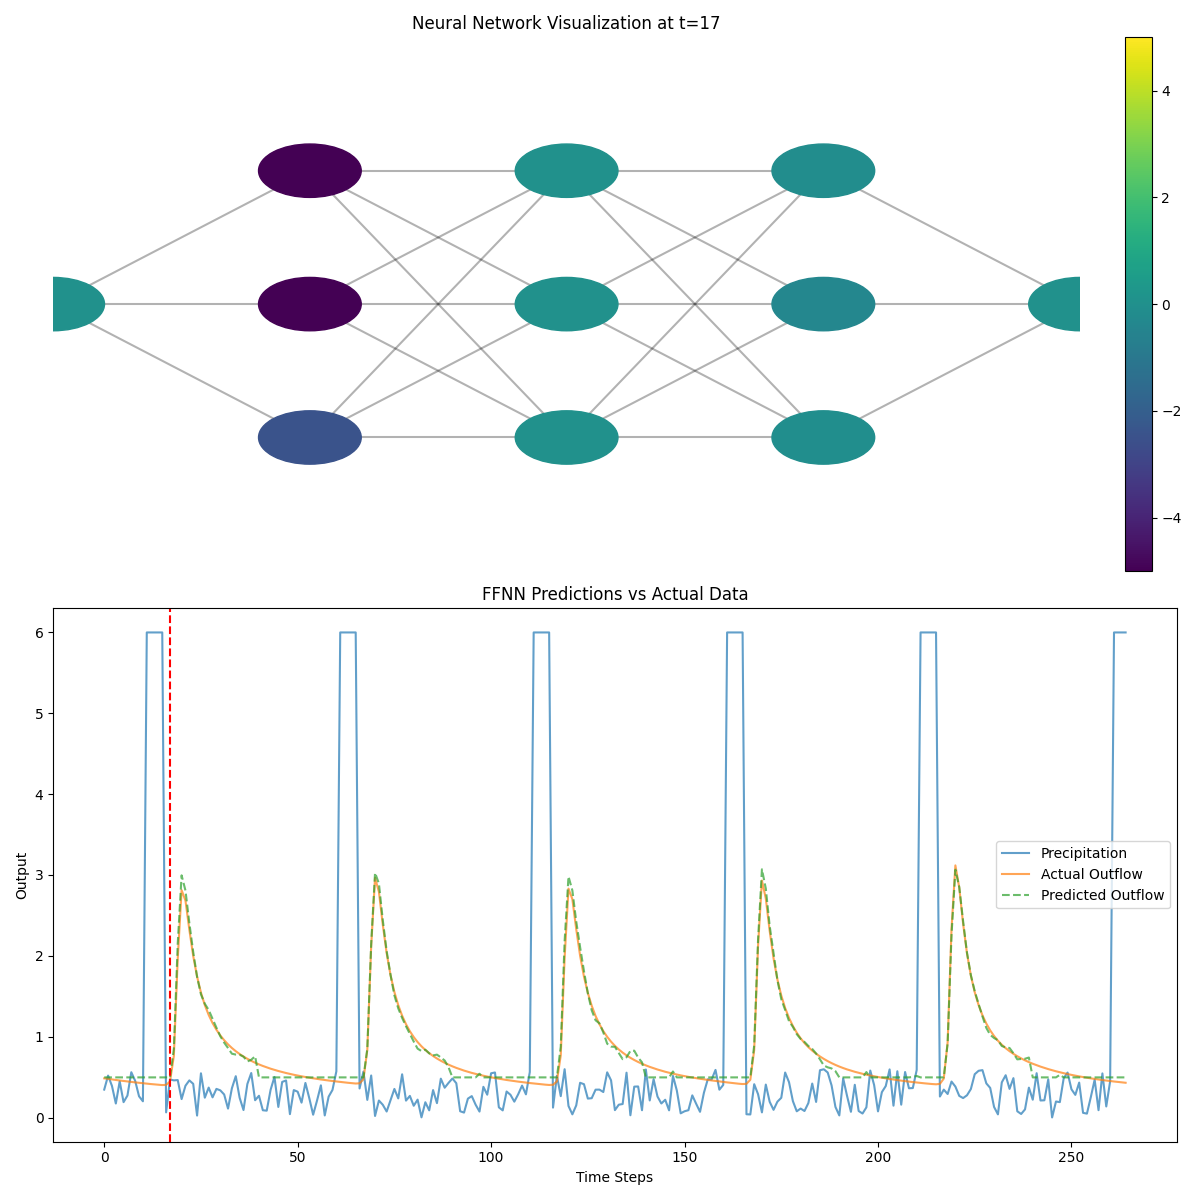 Neural Network Visualization at t=17
4
2
0
−2
−4
FFNN Predictions vs Actual Data
6
5
4
3
2
1
0
Output
Precipitation
Actual Outflow
Predicted Outflow
0 50 100 150 200 250
Time Steps